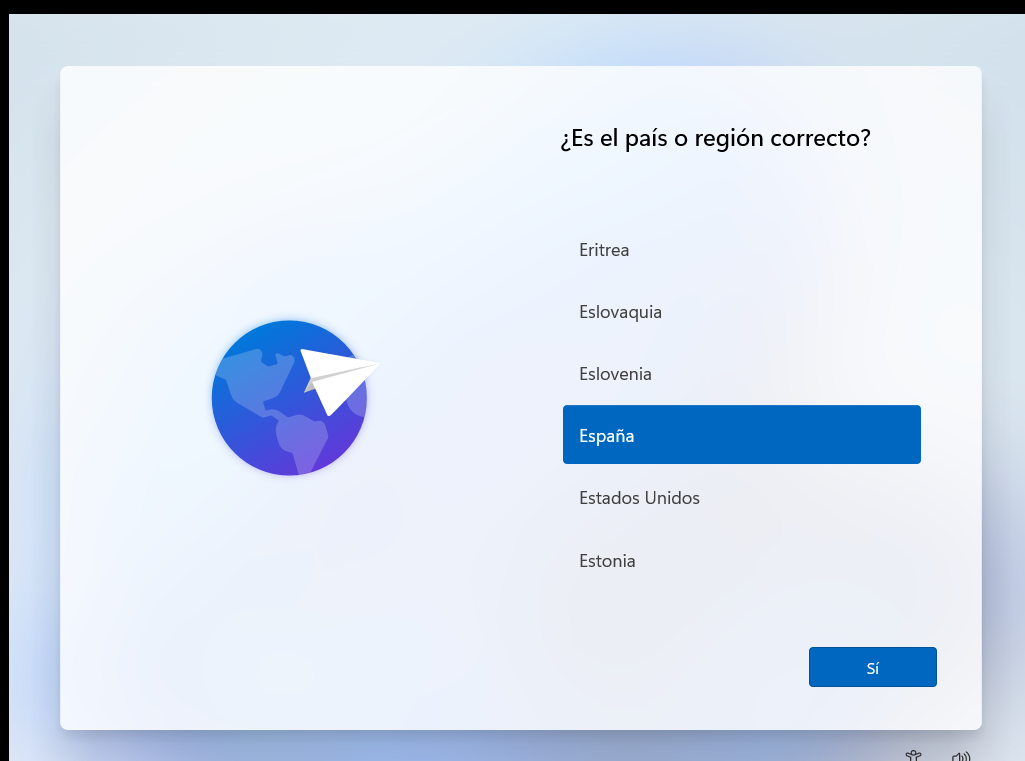 ¿Es el país o región correcto?
Eritrea
Eslovaquia
Eslovenia
España
Estados Unidos
Estonia
Sí